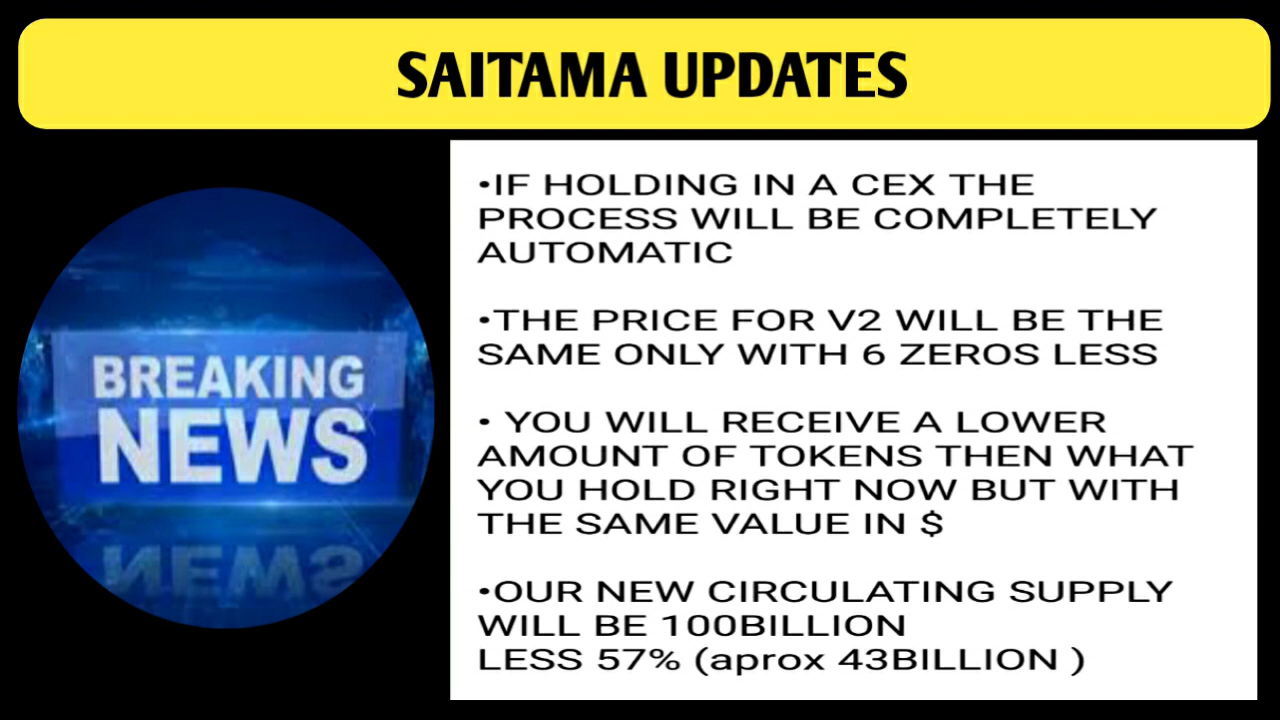 SAITAMA UPDATES
BREAKING
NEWS
NEWS
•IF HOLDING IN A CEX THE
PROCESS WILL BE COMPLETELY
AUTOMATIC
•THE PRICE FOR V2 WILL BE THE
SAME ONLY WITH 6 ZEROS LESS
• YOU WILL RECEIVE A LOWER
AMOUNT OF TOKENS THEN WHAT
YOU HOLD RIGHT NOW BUT WITH
THE SAME VALUE IN $
•OUR NEW CIRCULATING SUPPLY
WILL BE 100BILLION
LESS 57% (aprox 43BILLION )